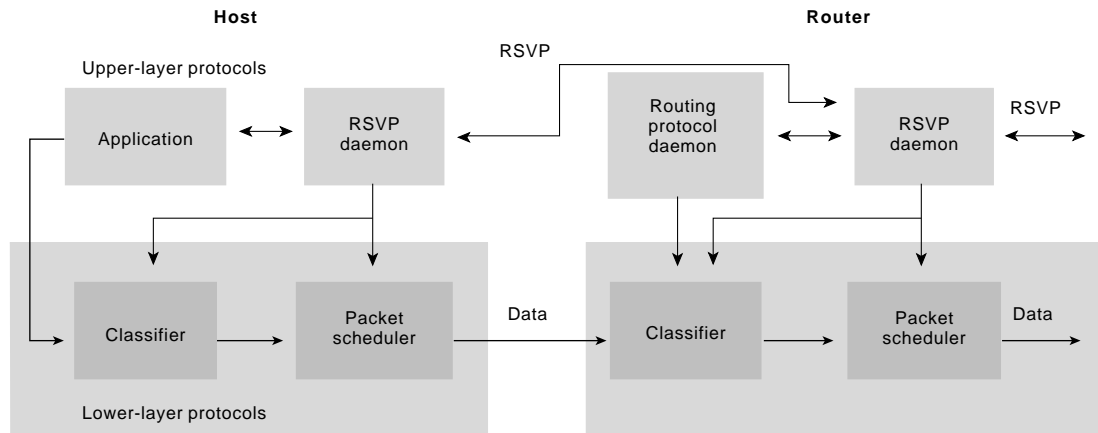 Host
Router
RSVP
Upper-layer protocols
Application
RSVP
daemon
Routing
protocol
daemon
RSVP
daemon
RSVP
Classifier
Packet
scheduler
Data
Classifier
Packet
scheduler
Data
Lower-layer protocols